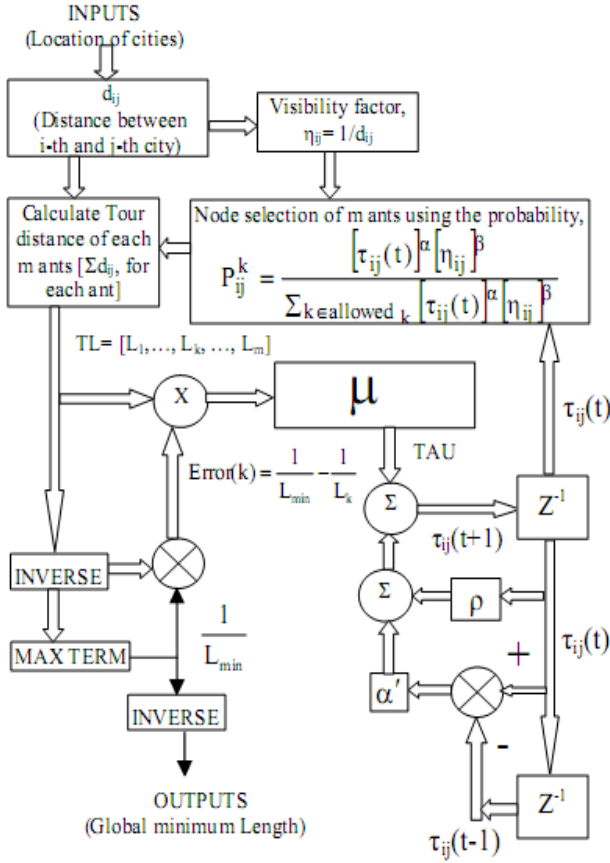 INPUTS
(Location of cities)
dij
(Distance between
i-th and j-th city)
Visibility factor,
ηij= 1/dij
Calculate Tour
distance of each
m ants [Σdij, for
each ant]
Node selection of m ants using the probability,
P^k_ij = [τij(t)]^α [ηij]^β / Σk∈allowed k [τij(t)]^α [ηij]^β
TL= [L1,..., Lk, ..., Lm]
X
μ
τij(t)
Error(k) = 1/Lmin - 1/Lk
TAU
Σ
τij(t+1)
Z^-1
INVERSE
Σ
ρ
τij(t)
MAX TERM
1/Lmin
α′
+
-
INVERSE
Z^-1
τij(t-1)
OUTPUTS
(Global minimum Length)